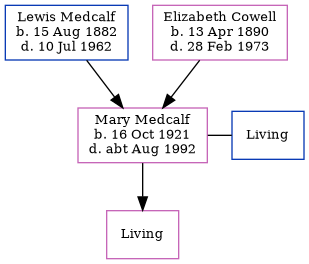 Lewis Medcalf
b. 15 Aug 1882
d. 10 Jul 1962
Elizabeth Cowell
b. 13 Apr 1890
d. 28 Feb 1973
Mary Medcalf
b. 16 Oct 1921
d. abt Aug 1992
Living
Living